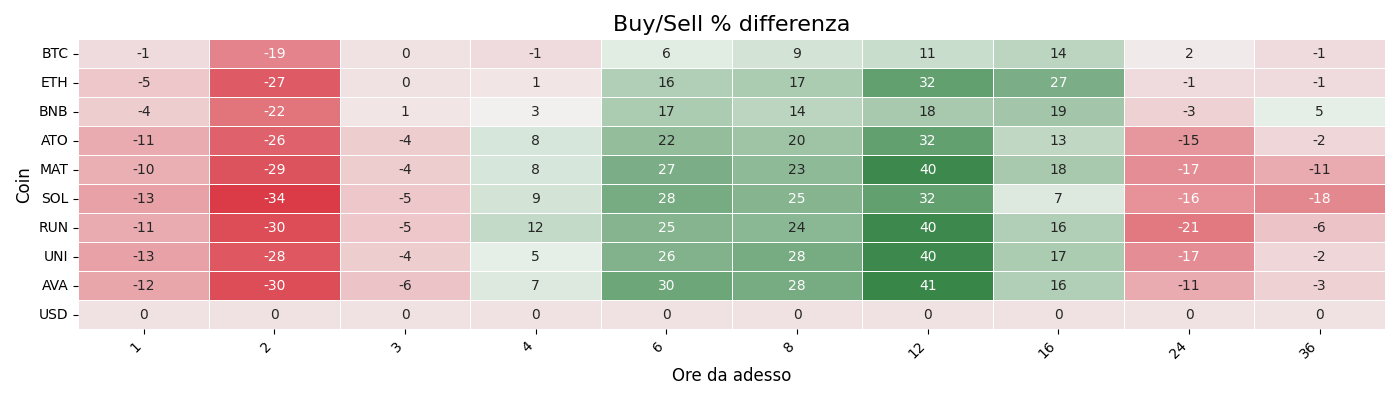 Buy/Sell % differenza
BTC -1 -19 0 -1 6 9 11 14 2 -1
ETH -5 -27 0 1 16 17 32 27 -1 -1
BNB -4 -22 1 3 17 14 18 19 -3 5
ATO -11 -26 -4 8 22 20 32 13 -15 -2
MAT -10 -29 -4 8 27 23 40 18 -17 -11
SOL -13 -34 -5 9 28 25 32 7 -16 -18
RUN -11 -30 -5 12 25 24 40 16 -21 -6
UNI -13 -28 -4 5 26 28 40 17 -17 -2
AVA -12 -30 -6 7 30 28 41 16 -11 -3
USD 0 0 0 0 0 0 0 0 0 0
Coin
1 2 3 4 6 8 12 16 24 36
Ore da adesso